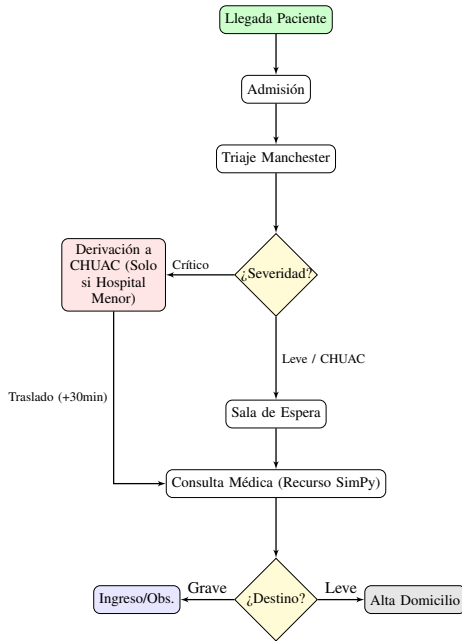 Llegada Paciente
Admisión
Triaje Manchester
Derivación a
CHUAC (Solo
si Hospital
Menor)
Crítico
¿Severidad?
Leve / CHUAC
Traslado (+30min)
Sala de Espera
Consulta Médica (Recurso SimPy)
Ingreso/Obs.
Grave
¿Destino?
Leve
Alta Domicilio